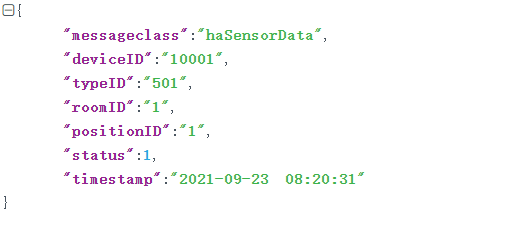 {
"messageclass":"haSensorData",
"deviceID":"10001",
"typeID":"501",
"roomID":"1",
"positionID":"1",
"status":1,
"timestamp":"2021-09-23  08:20:31"
}